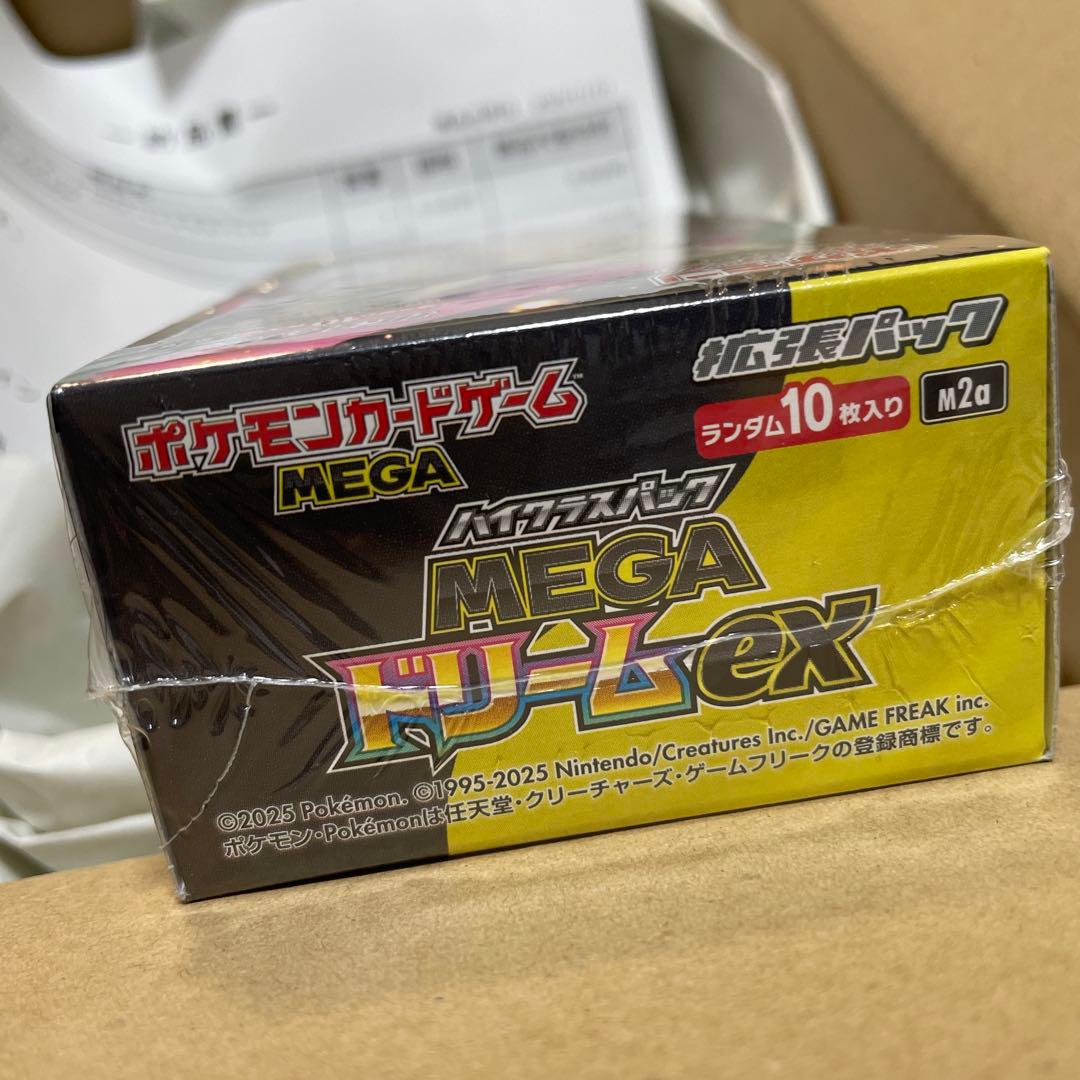 拡張パック
ポケモンカードゲーム™
MEGA
ランダム10枚入り
M2a
ハイクラスパック
MEGA
ドリームex
©2025 Pokémon. ©1995-2025 Nintendo/Creatures Inc./GAME FREAK inc.
ポケモン・Pokémonは任天堂・クリーチャーズ・ゲームフリークの登録商標です。